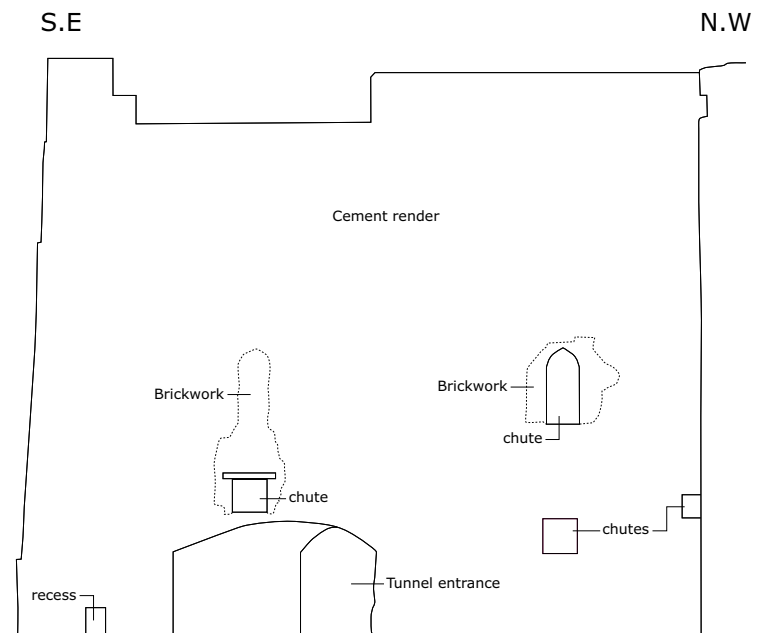 S.E
N.W
Cement render
Brickwork
Brickwork
chute
chute
chutes
Tunnel entrance
recess